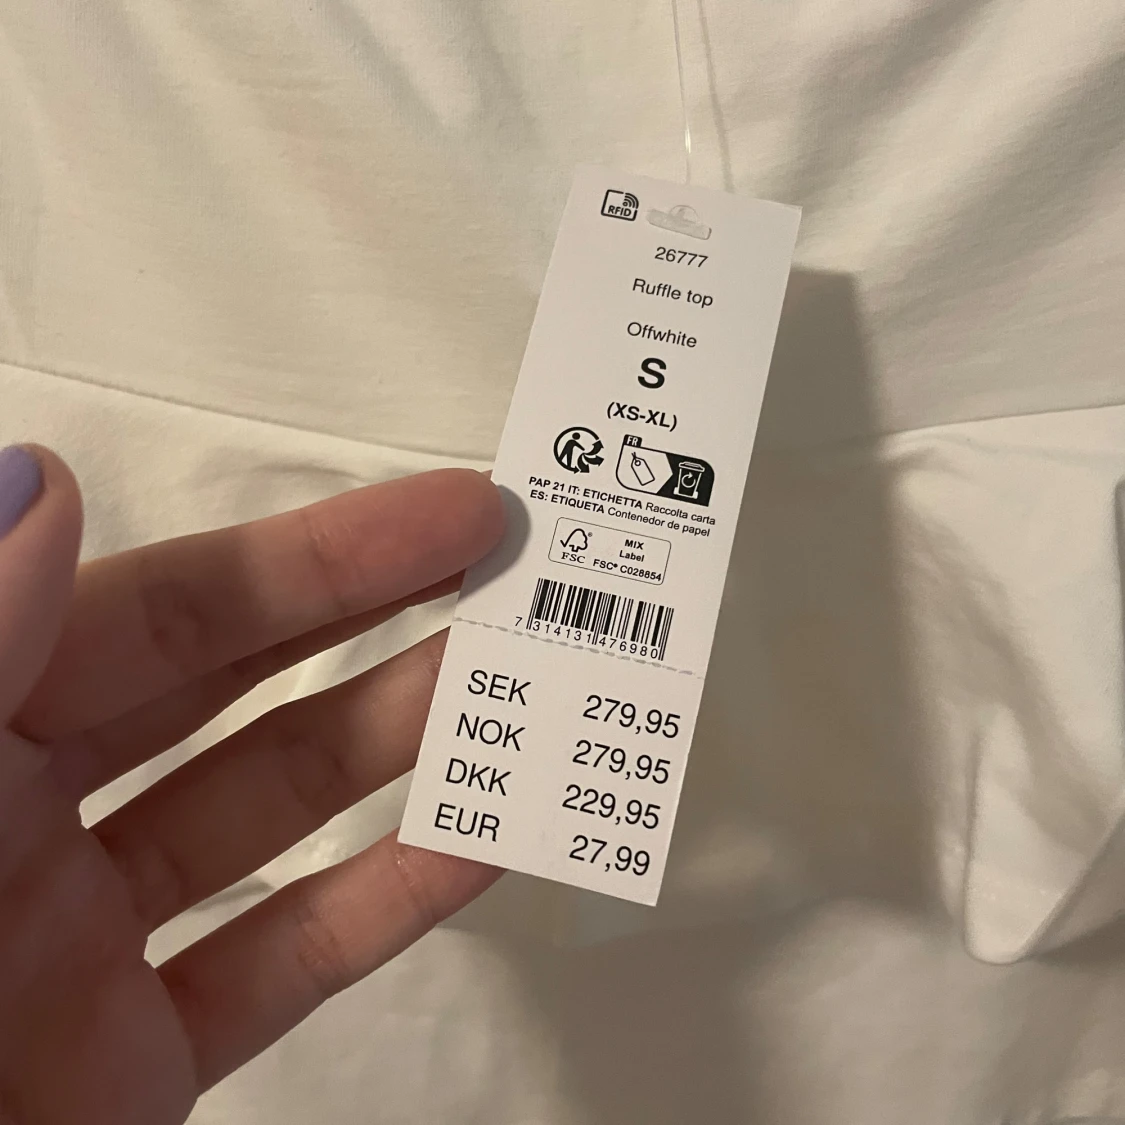 RFID
26777
Ruffle top
Offwhite
S
(XS-XL)
FR
PAP 21 IT: ETICHETTA Raccolta carta
ES: ETIQUETA Contenedor de papel
FSC®
MIX
Label
FSC® C028854
7 314131 476980
SEK 279,95
NOK 279,95
DKK 229,95
EUR 27,99